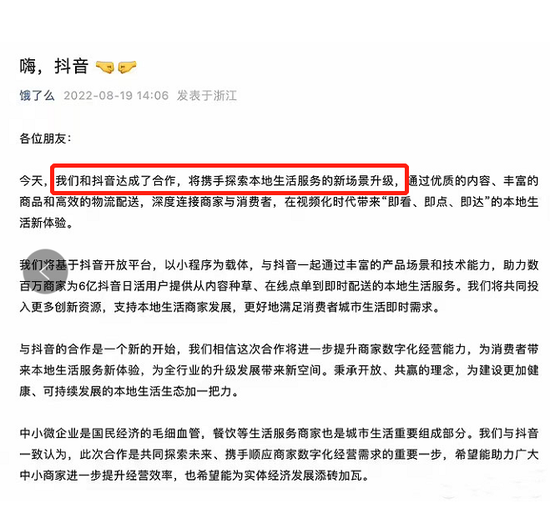 嗨，抖音 🤜🤛
饿了么 2022-08-19 14:06 发表于浙江
各位朋友：
今天，我们和抖音达成了合作，将携手探索本地生活服务的新场景升级，通过优质的内容、丰富的
商品和高效的物流配送，深度连接商家与消费者，在视频化时代带来“即看、即点、即达”的本地生
活新体验。
我们将基于抖音开放平台，以小程序为载体，与抖音一起通过丰富的产品场景和技术能力，助力数
百万商家为6亿抖音日活用户提供从内容种草、在线点单到即时配送的本地生活服务。我们将共同投
入更多创新资源，支持本地生活商家发展，更好地满足消费者城市生活即时需求。
与抖音的合作是一个新的开始，我们相信这次合作将进一步提升商家数字化经营能力，为消费者带
来本地生活服务新体验，为全行业的升级发展带来新空间。秉承开放、共赢的理念，为建设更加健
康、可持续发展的本地生活生态加一把力。
中小微企业是国民经济的毛细血管，餐饮等生活服务商家也是城市生活重要组成部分。我们与抖音
一致认为，此次合作是共同探索未来、携手顺应商家数字化经营需求的重要一步，希望能助力广大
中小商家进一步提升经营效率，也希望能为实体经济发展添砖加瓦。